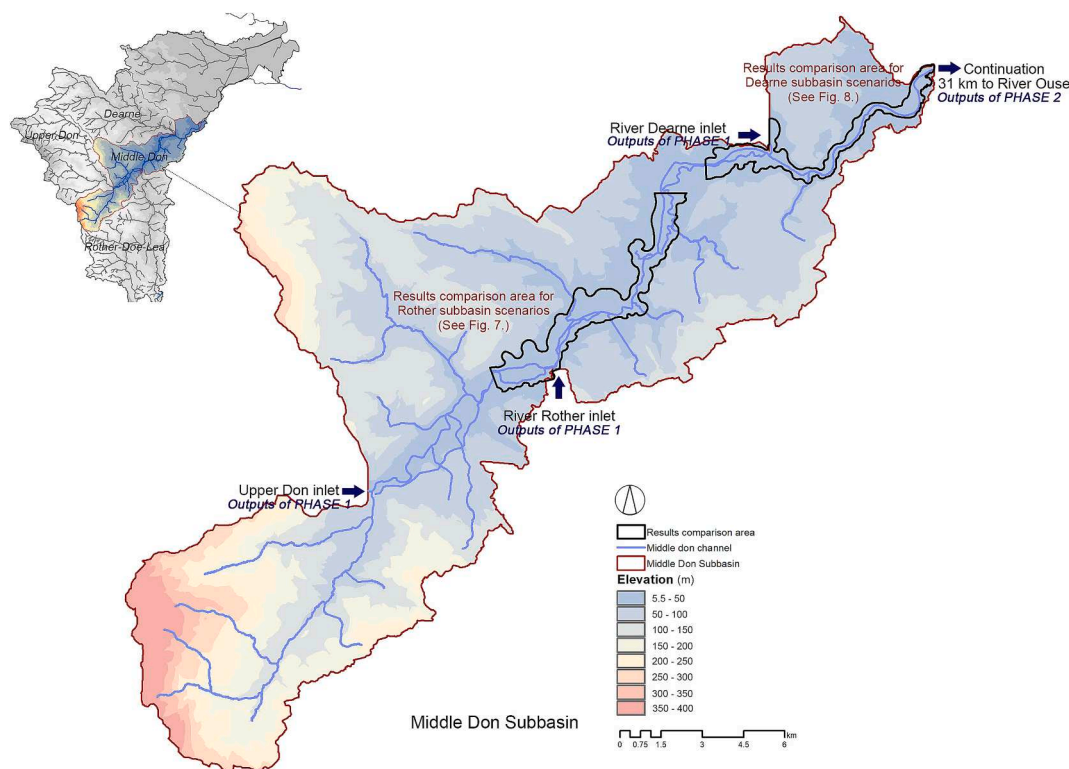 Dearne
Upper Don
Middle Don
Rother-Doe-Lea
Results comparison area for
Dearne subbasin scenarios
(See Fig. 8.)
Continuation
31 km to River Ouse
Outputs of PHASE 2
River Dearne inlet
Outputs of PHASE 1
Results comparison area for
Rother subbasin scenarios
(See Fig. 7.)
River Rother inlet
Outputs of PHASE 1
Upper Don inlet
Outputs of PHASE 1
Results comparison area
Middle don channel
Middle Don Subbasin
Elevation (m)
5.5 - 50
50 - 100
100 - 150
150 - 200
200 - 250
250 - 300
300 - 350
350 - 400
Middle Don Subbasin
km
0 0.75 1.5 3 4.5 6